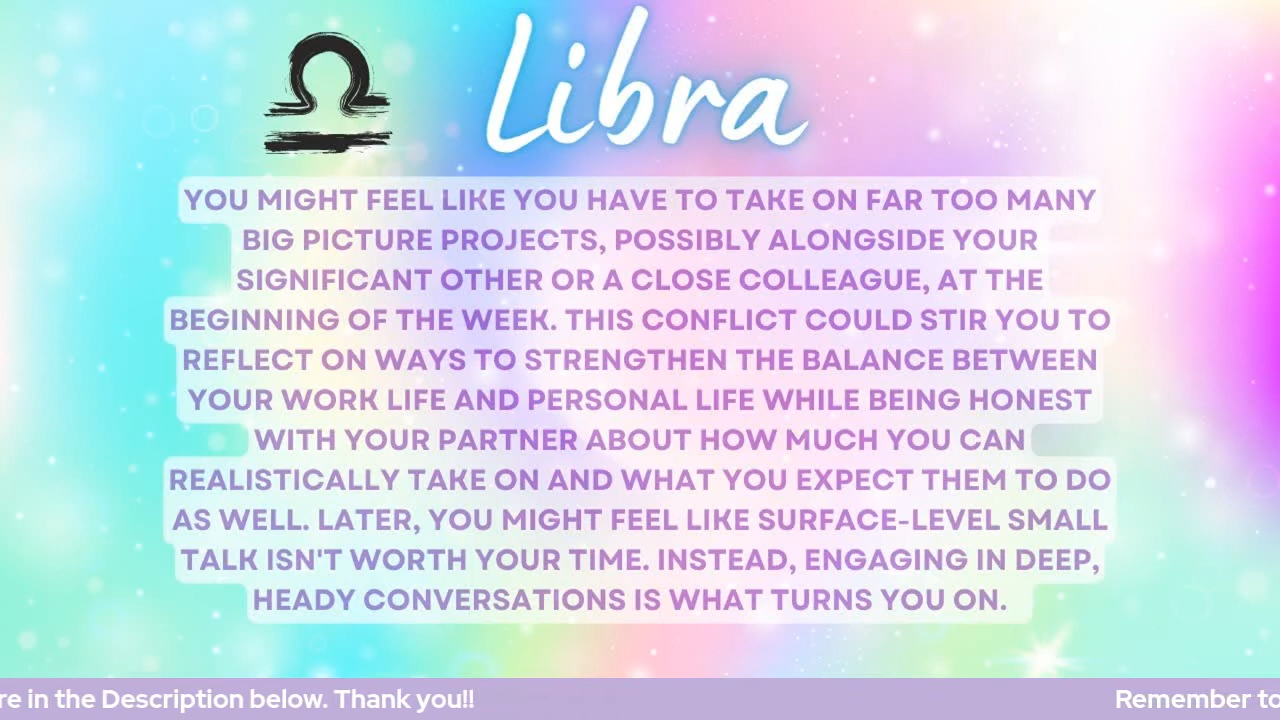 Libra
YOU MIGHT FEEL LIKE YOU HAVE TO TAKE ON FAR TOO MANY
BIG PICTURE PROJECTS, POSSIBLY ALONGSIDE YOUR
SIGNIFICANT OTHER OR A CLOSE COLLEAGUE, AT THE
BEGINNING OF THE WEEK. THIS CONFLICT COULD STIR YOU TO
REFLECT ON WAYS TO STRENGTHEN THE BALANCE BETWEEN
YOUR WORK LIFE AND PERSONAL LIFE WHILE BEING HONEST
WITH YOUR PARTNER ABOUT HOW MUCH YOU CAN
REALISTICALLY TAKE ON AND WHAT YOU EXPECT THEM TO DO
AS WELL. LATER, YOU MIGHT FEEL LIKE SURFACE-LEVEL SMALL
TALK ISN'T WORTH YOUR TIME. INSTEAD, ENGAGING IN DEEP,
HEADY CONVERSATIONS IS WHAT TURNS YOU ON.
re in the Description below. Thank you!! Remember to